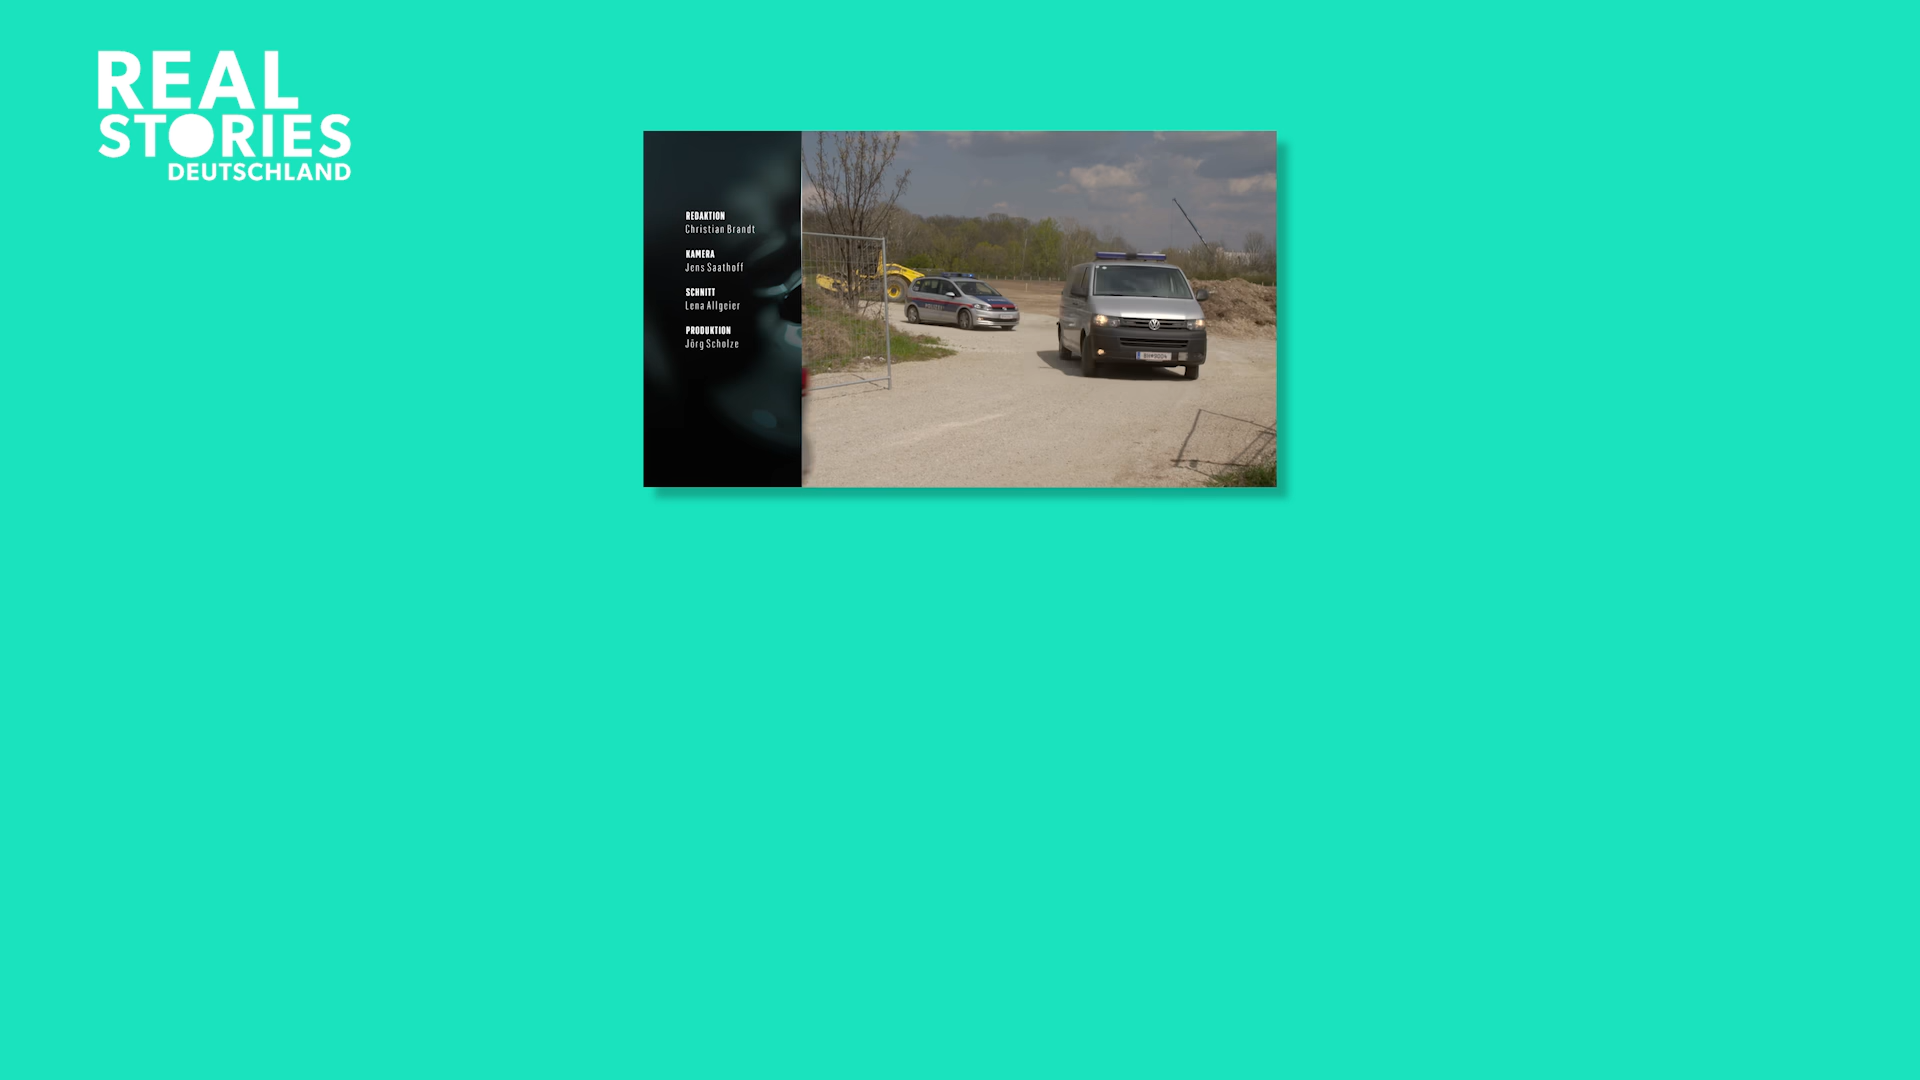 REAL
STORIES
DEUTSCHLAND
REDAKTION
Christian Brandt
KAMERA
Jens Saathoff
SCHNITT
Lena Allgeier
PRODUKTION
Jörg Scholze